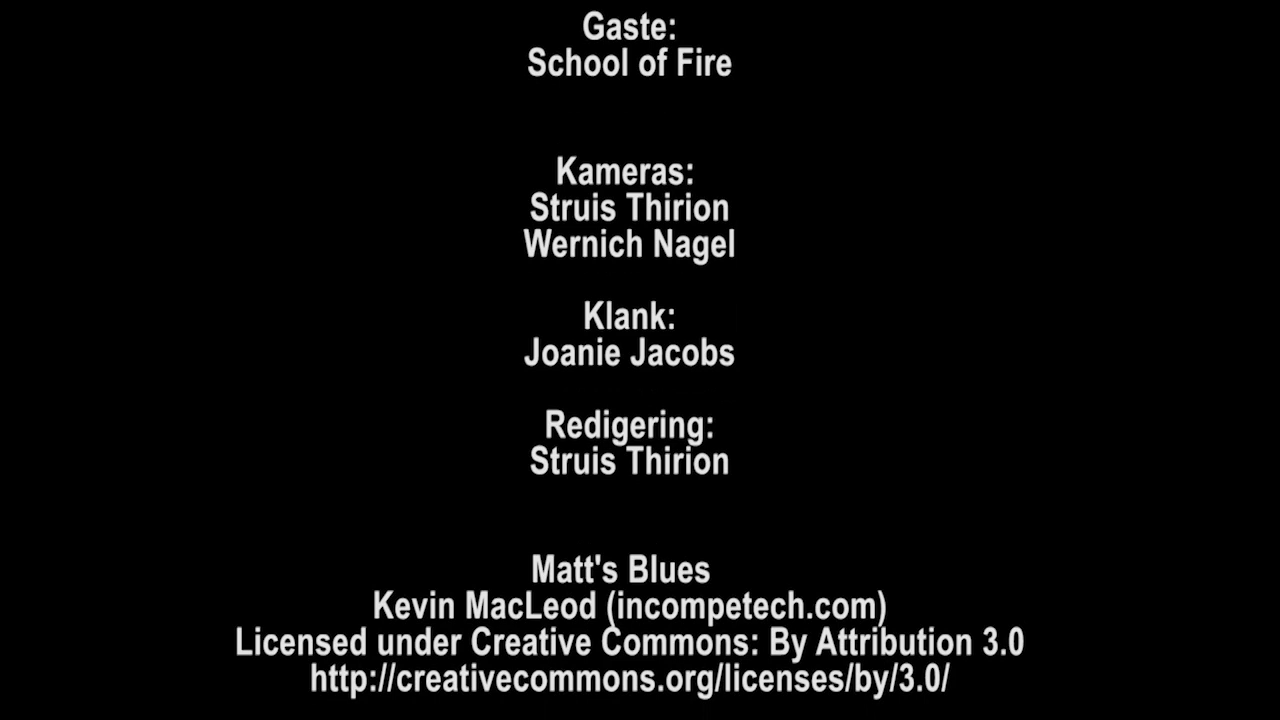 Gaste:
School of Fire
Kameras:
Struis Thirion
Wernich Nagel
Klank:
Joanie Jacobs
Redigering:
Struis Thirion
Matt's Blues
Kevin MacLeod (incompetech.com)
Licensed under Creative Commons: By Attribution 3.0
http://creativecommons.org/licenses/by/3.0/